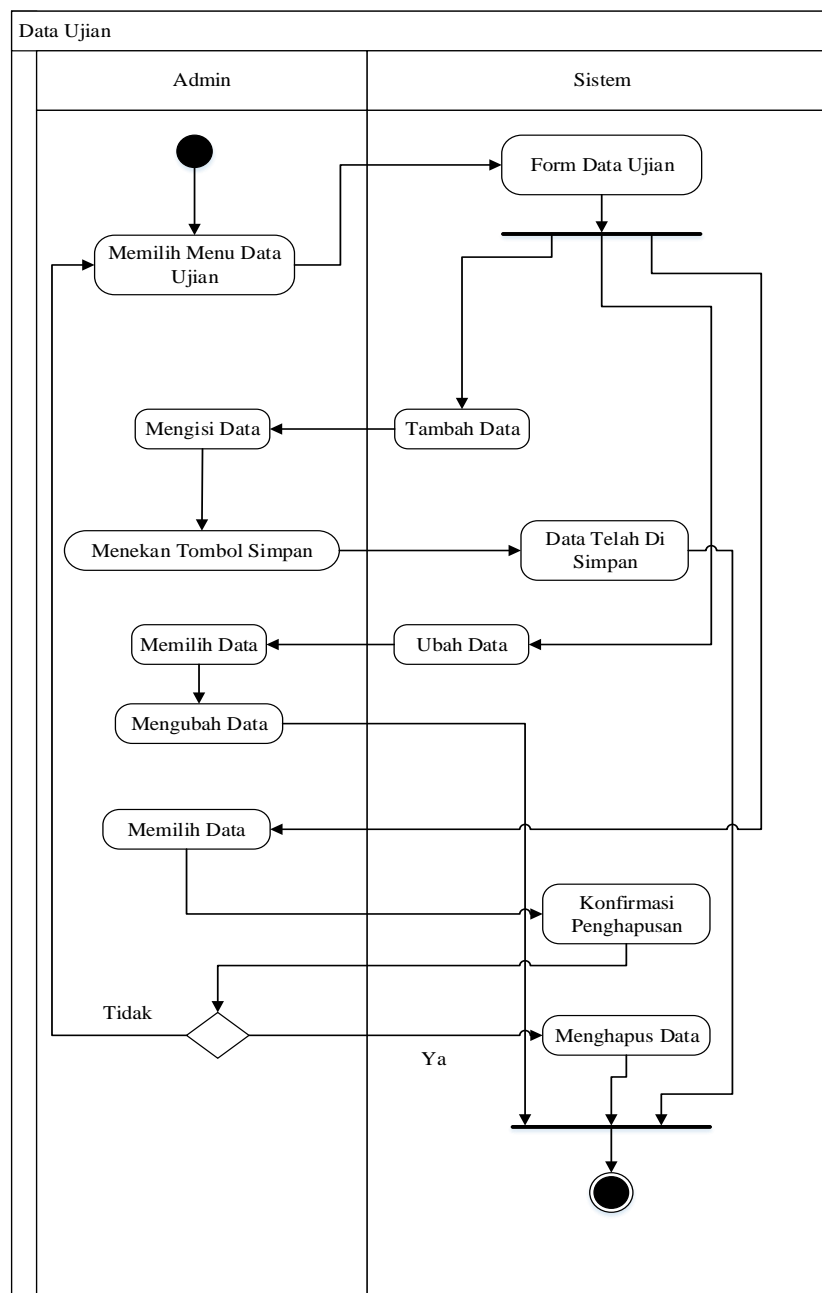 Data Ujian
Admin
Sistem
Form Data Ujian
Memilih Menu Data
Ujian
Mengisi Data
Tambah Data
Menekan Tombol Simpan
Data Telah Di
Simpan
Memilih Data
Ubah Data
Mengubah Data
Memilih Data
Konfirmasi
Penghapusan
Tidak
Menghapus Data
Ya